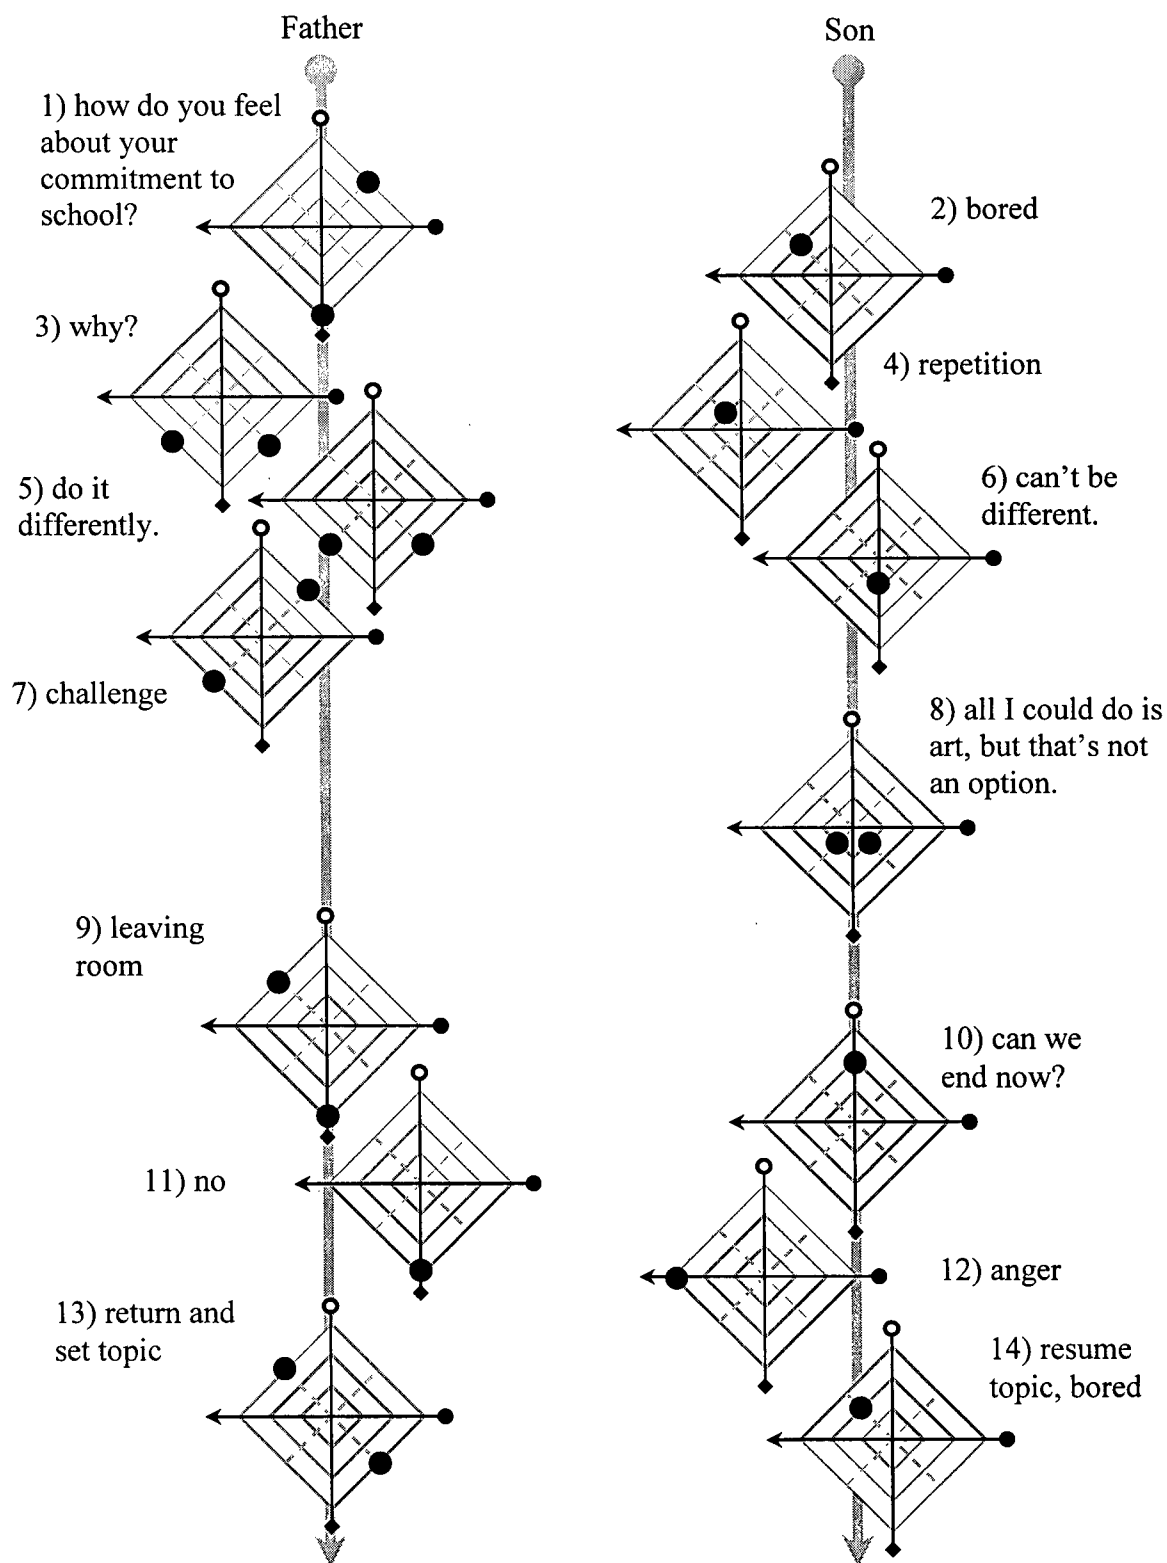 Father
Son
1) how do you feel
about your
commitment to
school?
2) bored
3) why?
4) repetition
5) do it
differently.
6) can't be
different.
7) challenge
8) all I could do is
art, but that's not
an option.
9) leaving
room
10) can we
end now?
11) no
12) anger
13) return and
set topic
14) resume
topic, bored